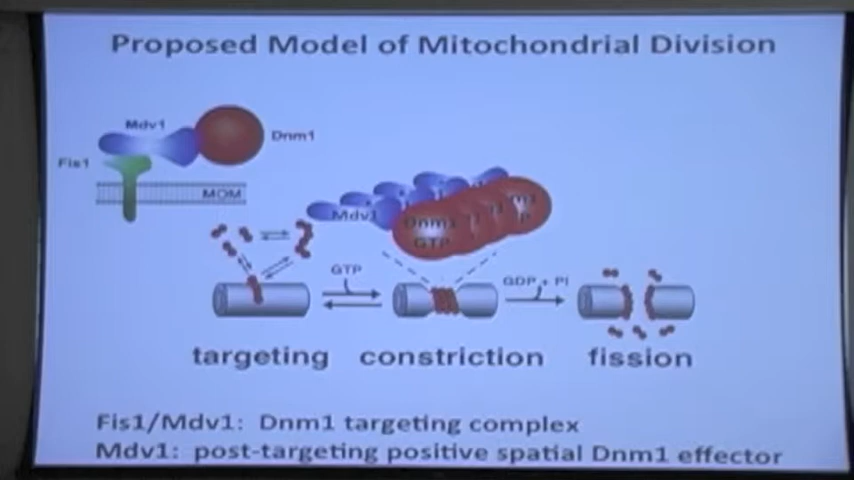 Proposed Model of Mitochondrial Division
Mdv1
Dnm1
Fis1
MOM
Mdv1
Dnm1
GTP
GTP
GDP + Pi
targeting
constriction
fission
Fis1/Mdv1: Dnm1 targeting complex
Mdv1: post-targeting positive spatial Dnm1 effector